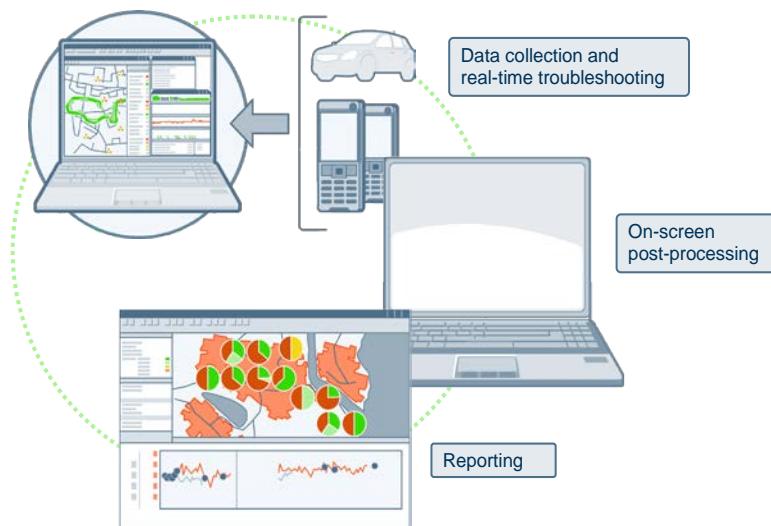 Data collection and
real-time troubleshooting
On-screen
post-processing
Reporting